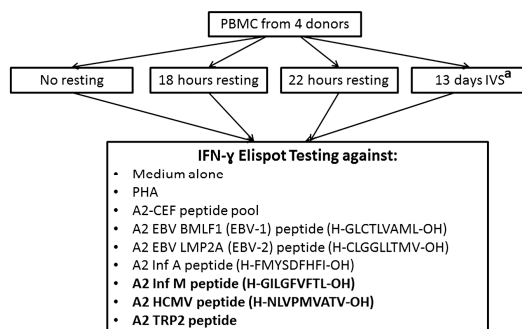 PBMC from 4 donors
No resting
18 hours resting
22 hours resting
13 days IVSa
IFN-ɣ Elispot Testing against:
• Medium alone
• PHA
• A2-CEF peptide pool
• A2 EBV BMLF1 (EBV-1) peptide (H-GLCTLVAML-OH)
• A2 EBV LMP2A (EBV-2) peptide (H-CLGGLLTMV-OH)
• A2 Inf A peptide (H-FMYSDFHFI-OH)
• A2 Inf M peptide (H-GILGFVFTL-OH)
• A2 HCMV peptide (H-NLVPMVATV-OH)
• A2 TRP2 peptide